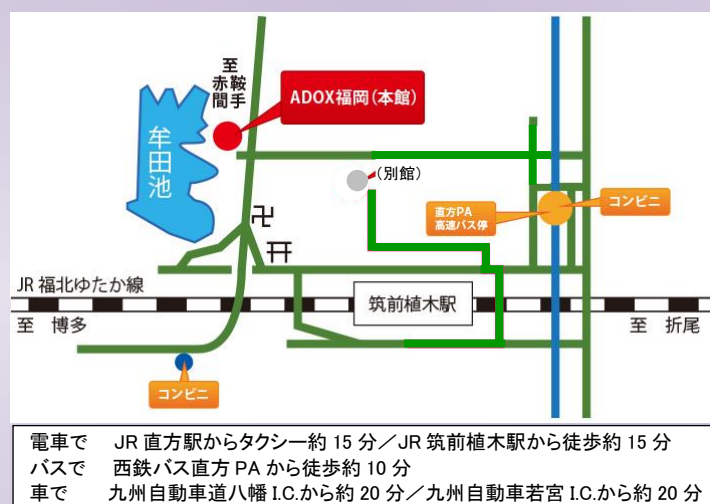 至 至
赤 鞍
間 手
ADOX福岡(本館)
牟田池
(別館)
コンビニ
直方PA
高速バス停
JR 福北ゆたか線
筑前植木駅
至 博多
至 折尾
コンビニ
電車で JR 直方駅からタクシー約 15 分／JR 筑前植木駅から徒歩約 15 分
バスで 西鉄バス直方 PA から徒歩約 10 分
車で 九州自動車道八幡 I.C.から約 20 分／九州自動車若宮 I.C.から約 20 分